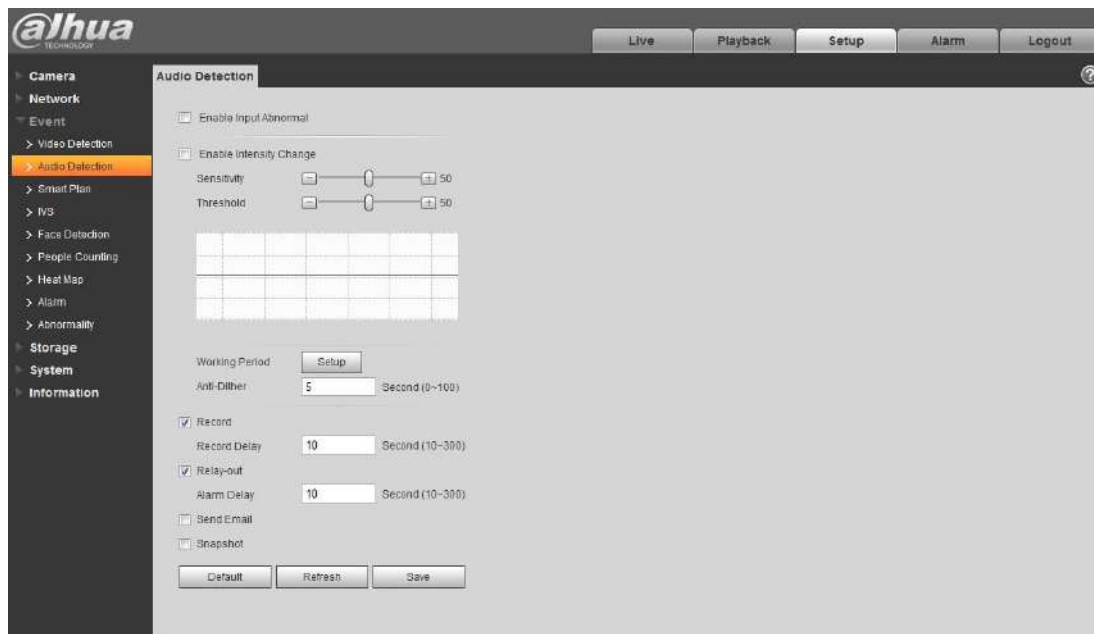 alhua
TECHNOLOGY
Live
Playback
Setup
Alarm
Logout
Camera
Network
Event
> Video Detection
> Audio Detection
> Smart Plan
> IVS
> Face Detection
> People Counting
> Heat Map
> Alarm
> Abnormality
Storage
System
Information
Audio Detection
?
Enable Input Abnormal
Enable Intensity Change
Sensitivity - + 50
Threshold - + 50
Working Period Setup
Anti-Dither 5 Second (0~100)
Record
Record Delay 10 Second (10~300)
Relay-out
Alarm Delay 10 Second (10~300)
Send Email
Snapshot
Default Refresh Save